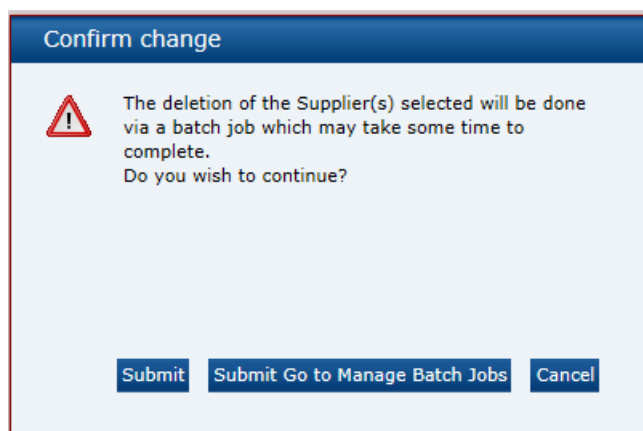 Confirm change
The deletion of the Supplier(s) selected will be done
via a batch job which may take some time to
complete.
Do you wish to continue?
Submit Submit Go to Manage Batch Jobs Cancel